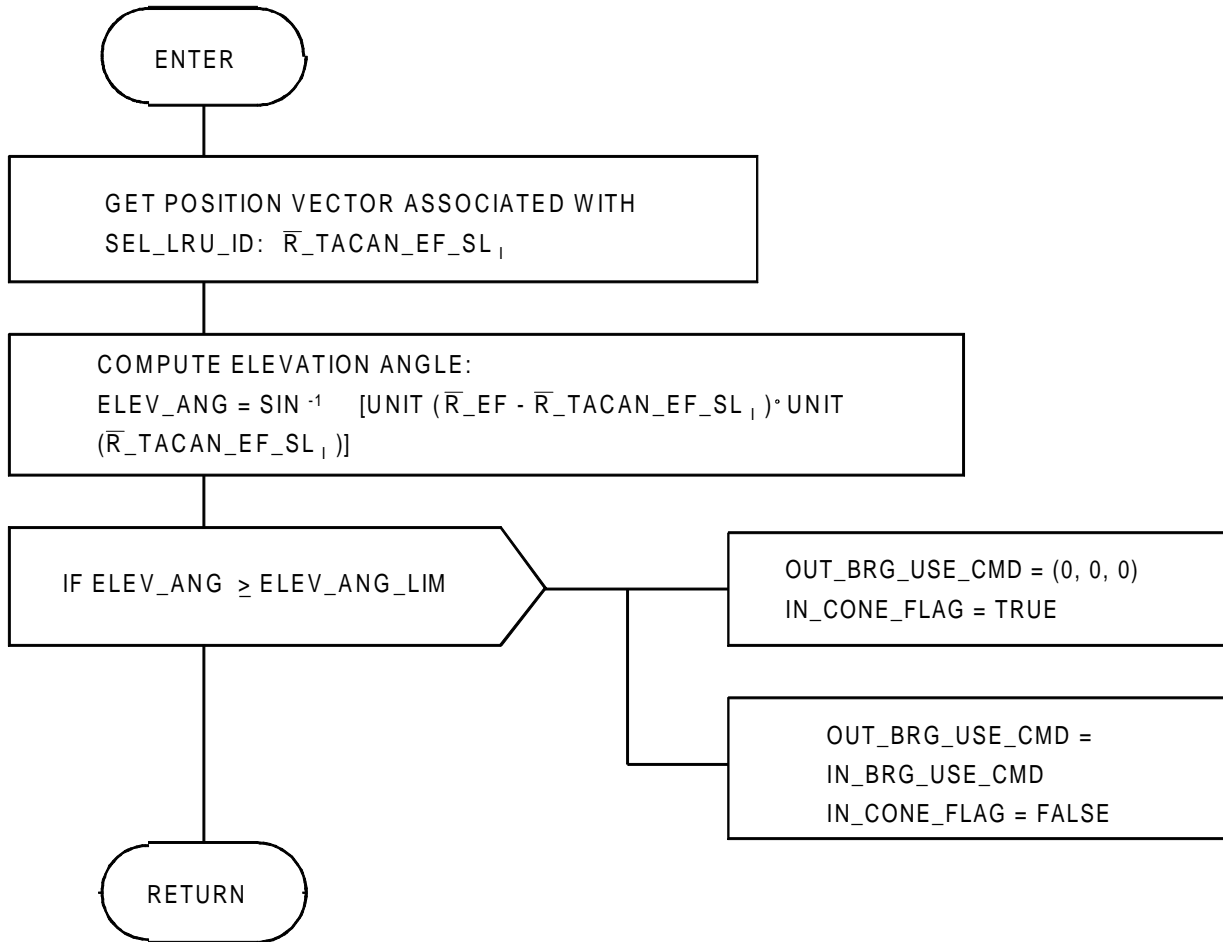 ENTER
GET POSITION VECTOR ASSOCIATED WITH
SEL_LRU_ID: R̅_TACAN_EF_SL I
COMPUTE ELEVATION ANGLE:
ELEV_ANG = SIN -1 [UNIT (R̅_EF - R̅_TACAN_EF_SL I ) ∘ UNIT
(R̅_TACAN_EF_SL I )]
IF ELEV_ANG ≥ ELEV_ANG_LIM
OUT_BRG_USE_CMD = (0, 0, 0)
IN_CONE_FLAG = TRUE
OUT_BRG_USE_CMD =
IN_BRG_USE_CMD
IN_CONE_FLAG = FALSE
RETURN